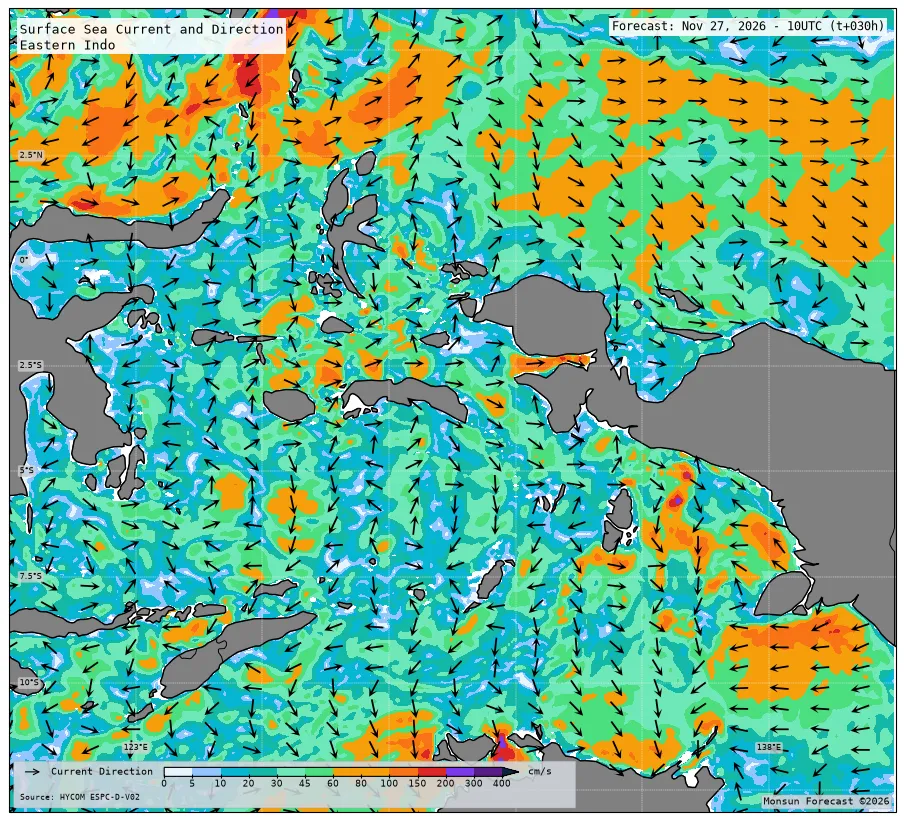 Surface Sea Current and Direction
Eastern Indo
Forecast: Nov 27, 2026 - 10UTC (t+030h)
2.5°N
0°
2.5°S
5°S
7.5°S
10°S
123°E
138°E
Current Direction
0 5 10 20 30 45 60 80 100 150 200 300 400
cm/s
Source: HYCOM ESPC-D-V02
Monsun Forecast ©2026